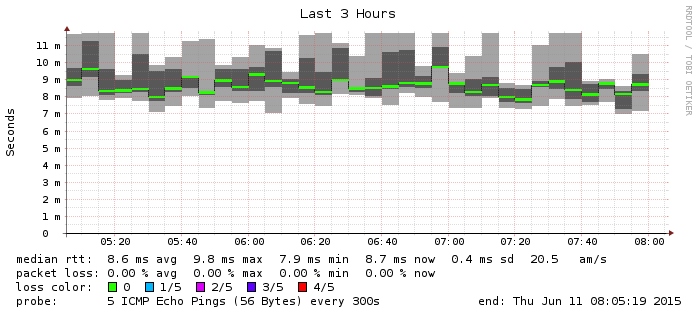 Last 3 Hours
RRDTOOL / TOBI OETIKER
Seconds
11 m
10 m
9 m
8 m
7 m
6 m
5 m
4 m
3 m
2 m
1 m
0
05:20 05:40 06:00 06:20 06:40 07:00 07:20 07:40 08:00
median rtt: 8.6 ms avg 9.8 ms max 7.9 ms min 8.7 ms now 0.4 ms sd 20.5 am/s
packet loss: 0.00 % avg 0.00 % max 0.00 % min 0.00 % now
loss color: 0 1/5 2/5 3/5 4/5
probe: 5 ICMP Echo Pings (56 Bytes) every 300s end: Thu Jun 11 08:05:19 2015